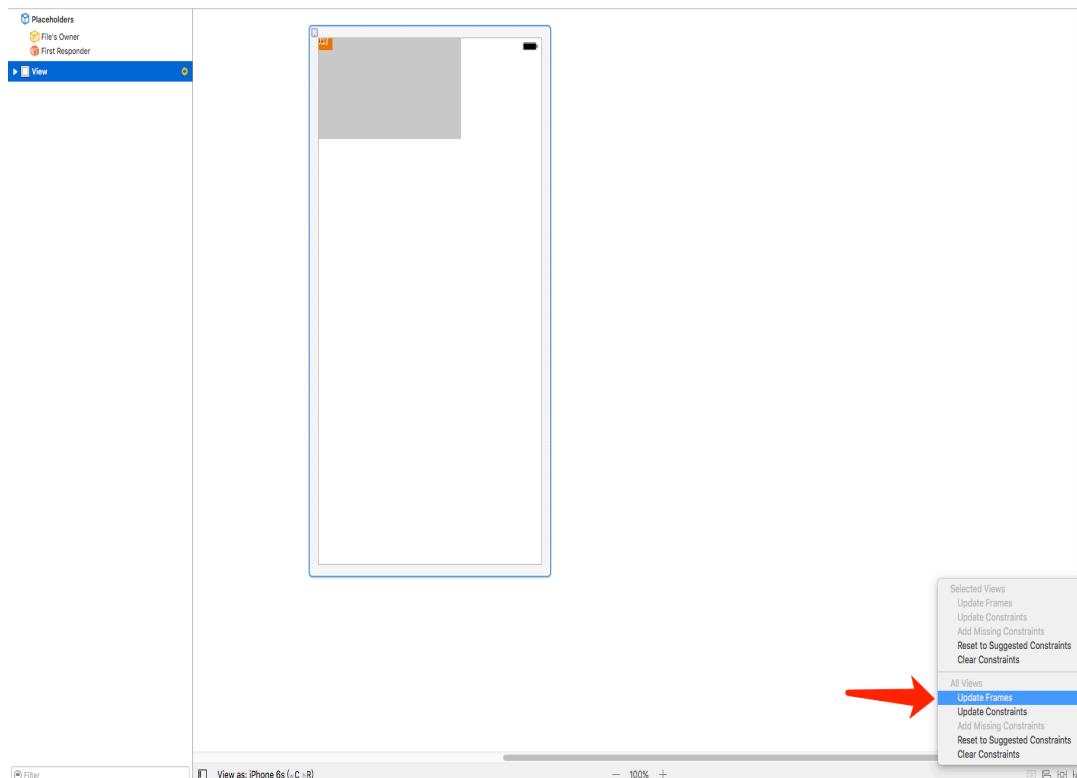 Placeholders
File's Owner
First Responder
View
Selected Views
Update Frames
Update Constraints
Add Missing Constraints
Reset to Suggested Constraints
Clear Constraints
All Views
Update Frames
Update Constraints
Add Missing Constraints
Reset to Suggested Constraints
Clear Constraints
Filter
View as: iPhone 6s (wC hR)
— 100% +